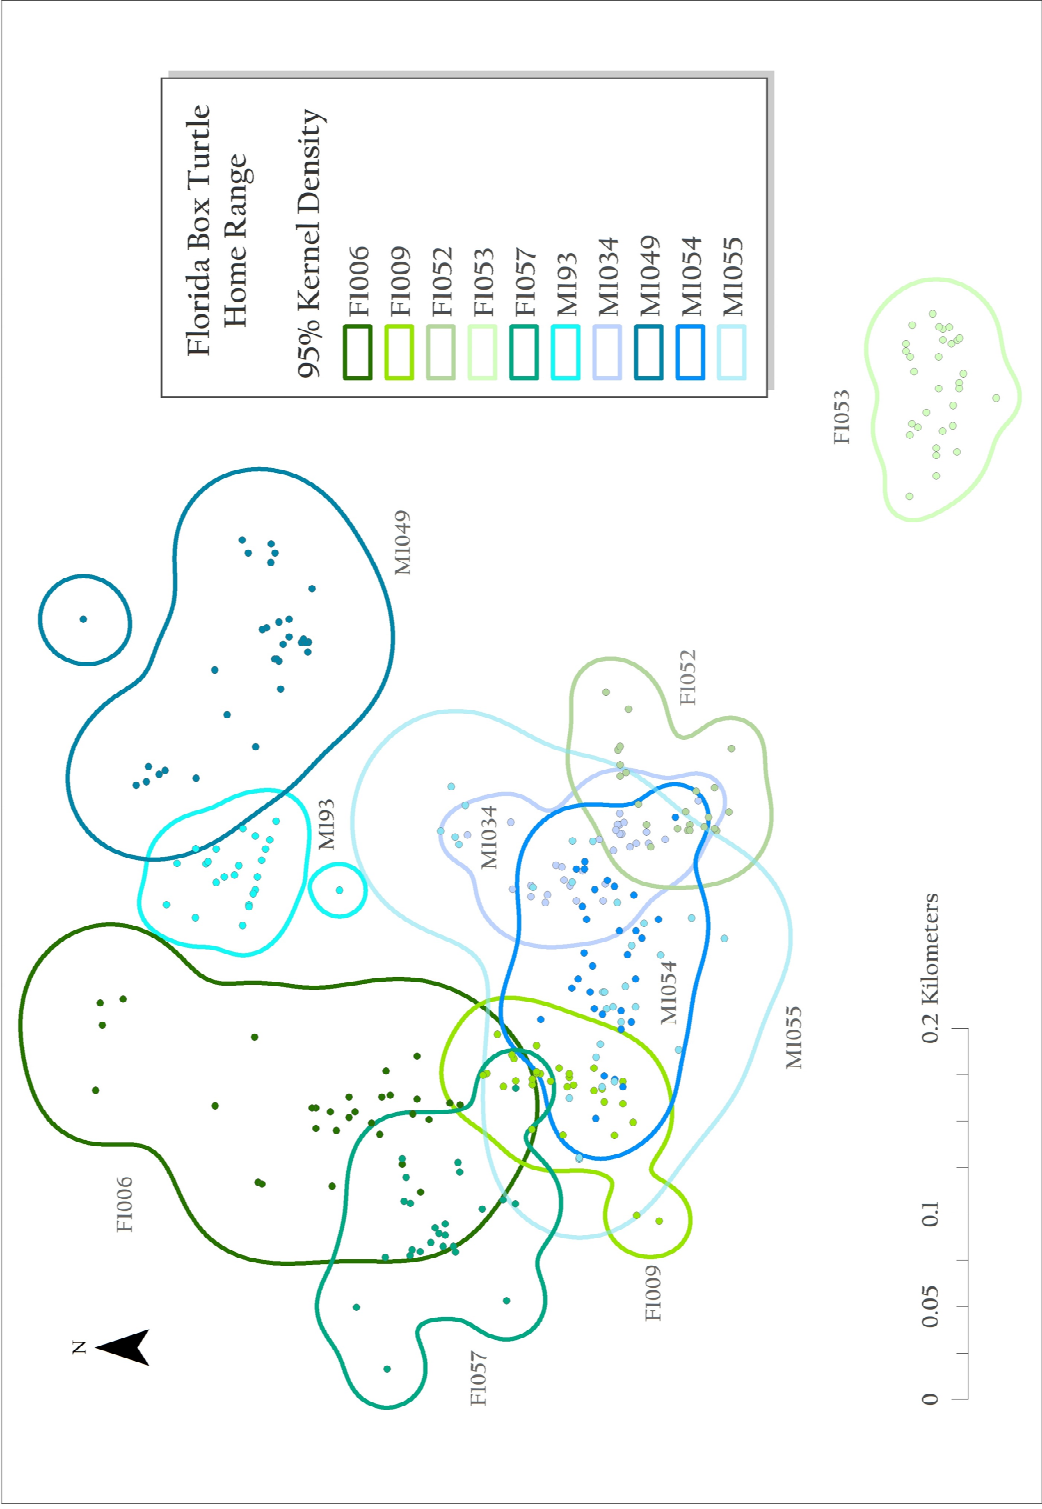 Florida Box Turtle
Home Range
95% Kernel Density
FI006
FI009
FI052
FI053
FI057
MI93
MI034
MI049
MI054
MI055
N
FI006
MI93
MI049
FI057
MI034
FI009
MI054
FI052
MI055
FI053
0 0.05 0.1 0.2 Kilometers